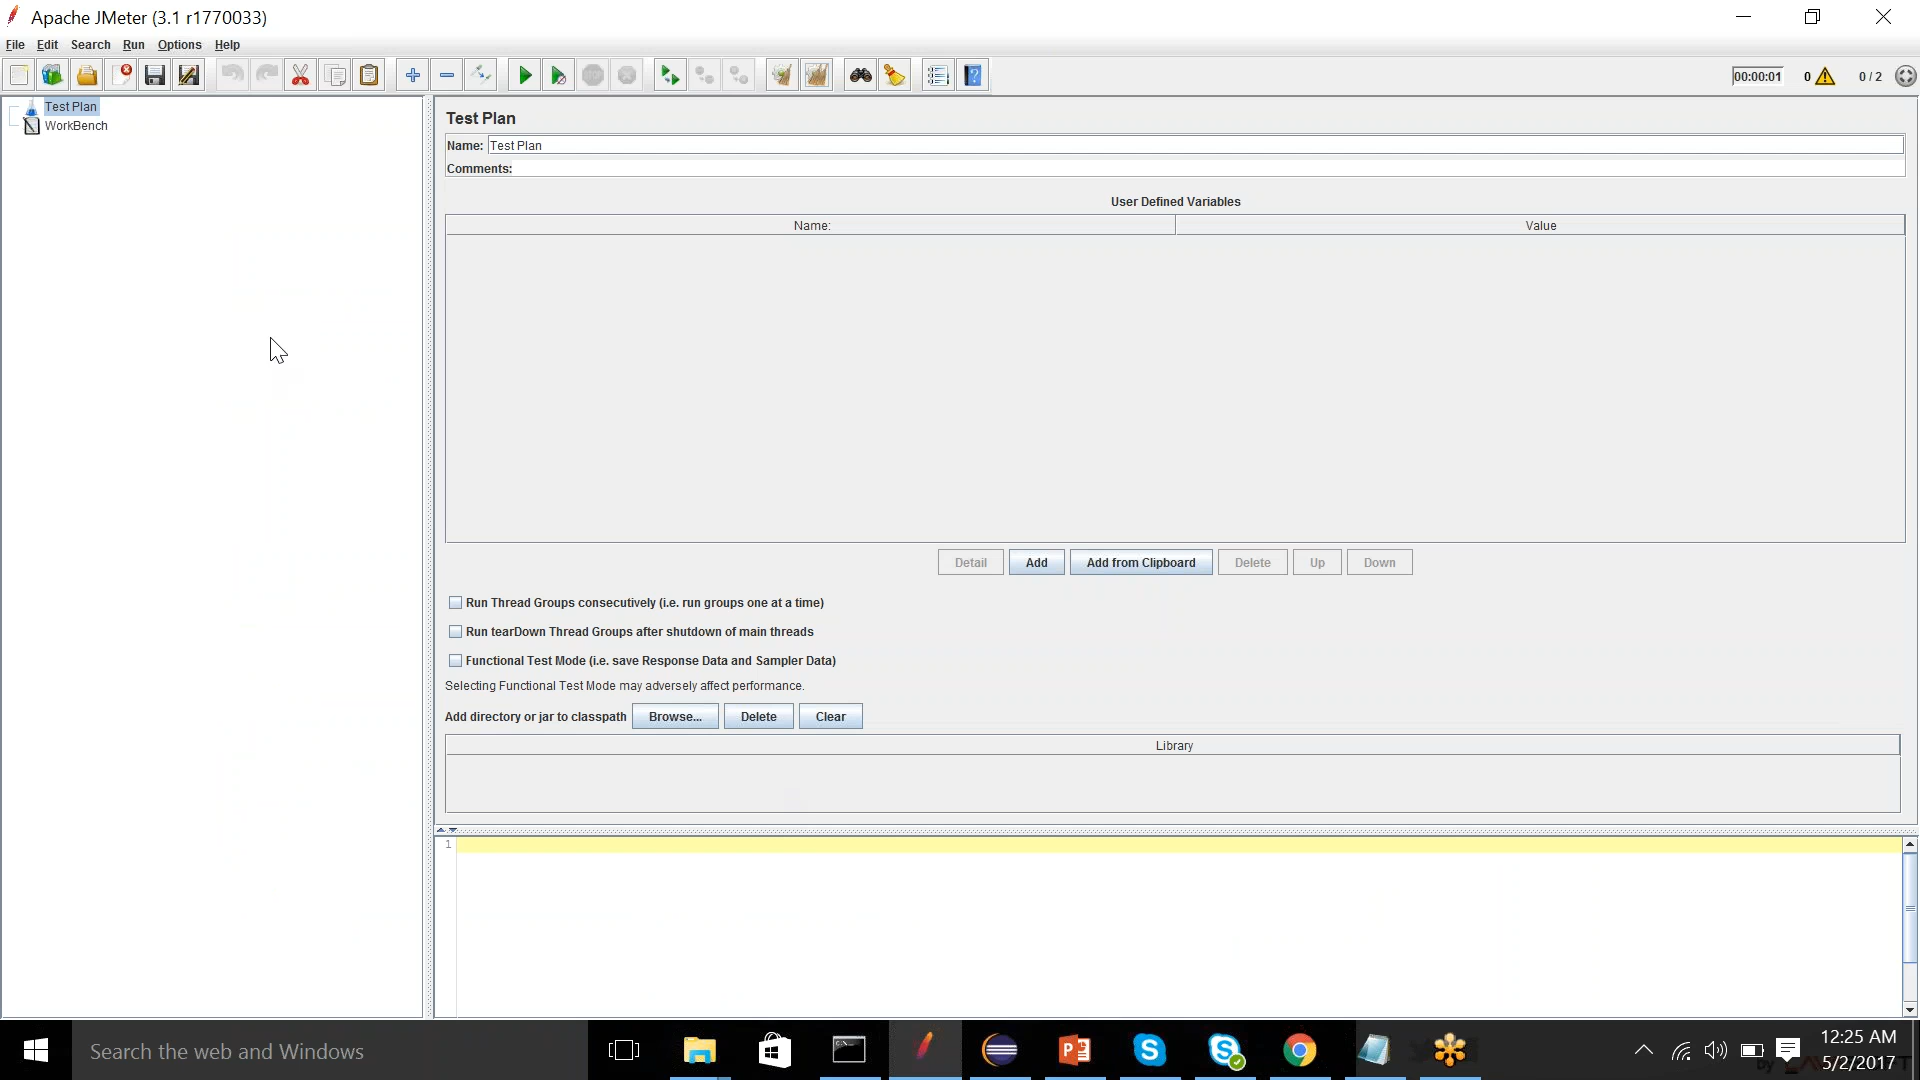 Apache JMeter (3.1 r1770033)
File Edit Search Run Options Help
00:00:01 0 0 / 2
Test Plan
WorkBench
Test Plan
Name: Test Plan
Comments:
User Defined Variables
Name: Value
Detail Add Add from Clipboard Delete Up Down
Run Thread Groups consecutively (i.e. run groups one at a time)
Run tearDown Thread Groups after shutdown of main threads
Functional Test Mode (i.e. save Response Data and Sampler Data)
Selecting Functional Test Mode may adversely affect performance.
Add directory or jar to classpath Browse... Delete Clear
Library
1
Search the web and Windows
12:25 AM
5/2/2017
by